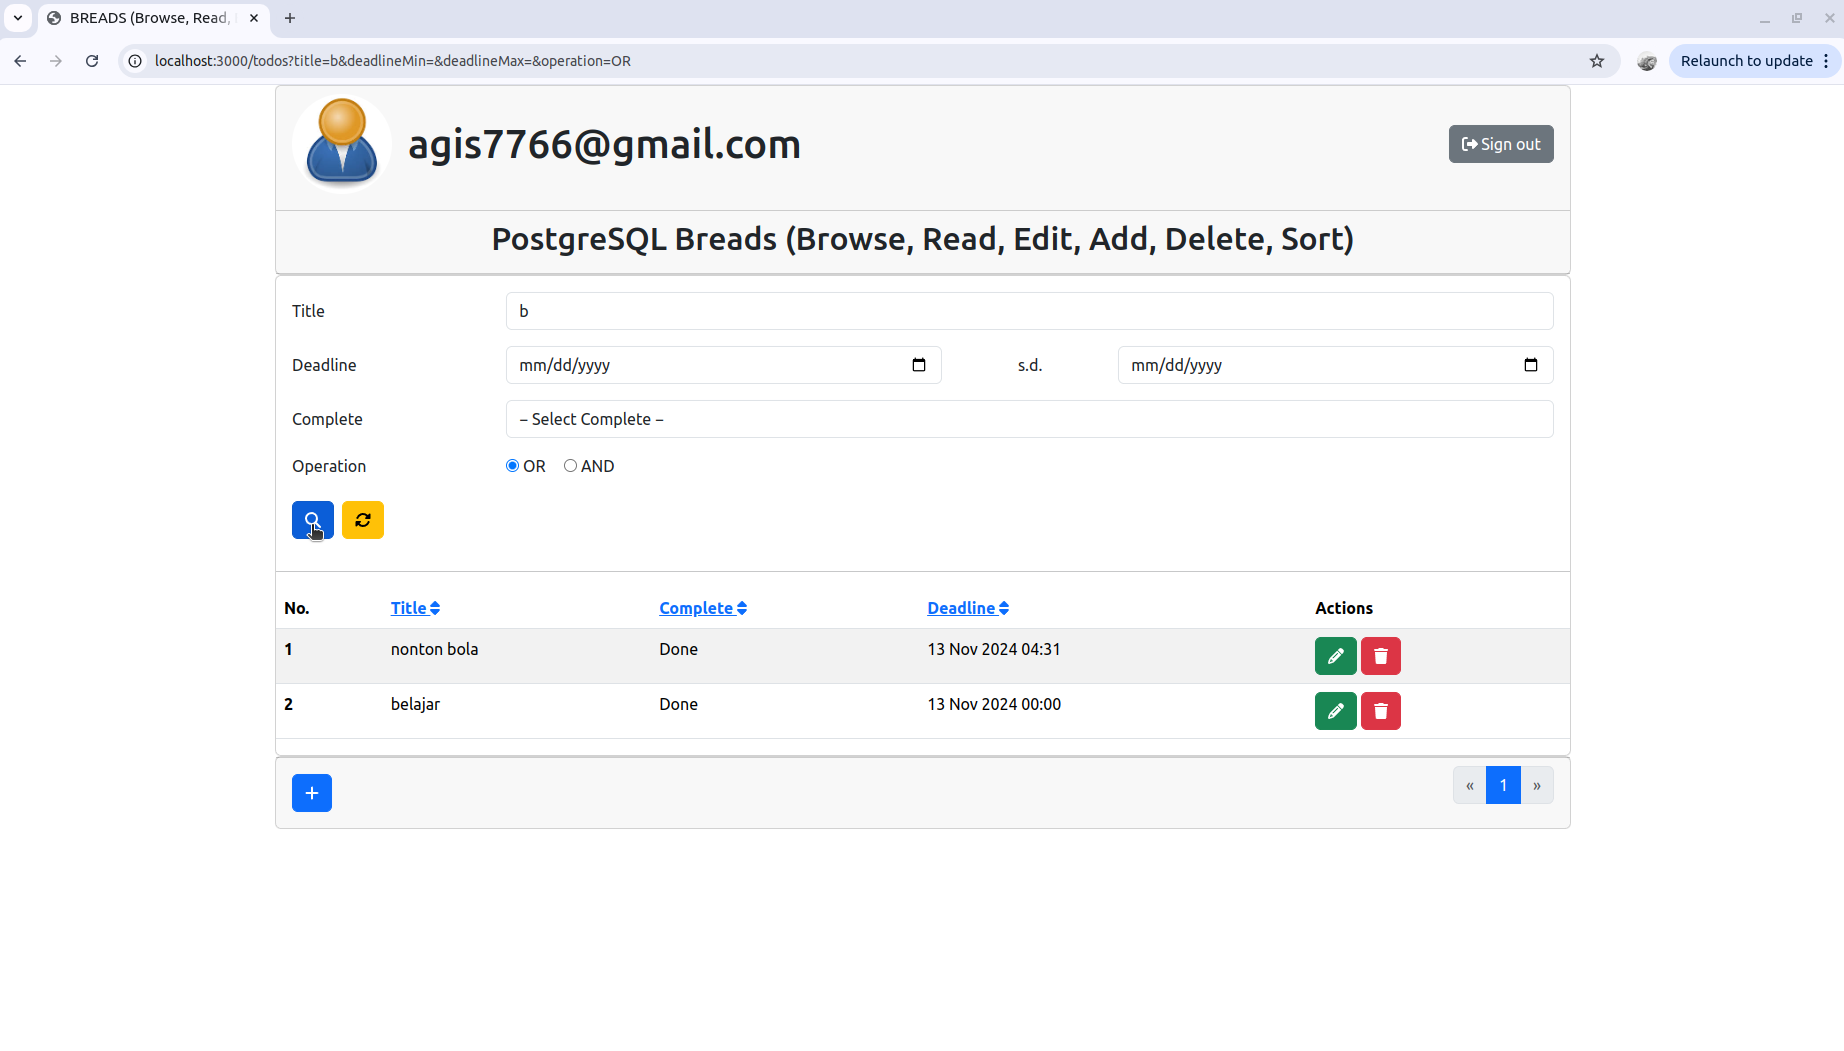 BREADS (Browse, Read,
localhost:3000/todos?title=b&deadlineMin=&deadlineMax=&operation=OR
Relaunch to update
agis7766@gmail.com
Sign out
PostgreSQL Breads (Browse, Read, Edit, Add, Delete, Sort)
Title b
Deadline mm/dd/yyyy s.d. mm/dd/yyyy
Complete – Select Complete –
Operation OR AND
No. Title Complete Deadline Actions
1 nonton bola Done 13 Nov 2024 04:31
2 belajar Done 13 Nov 2024 00:00
+ « 1 »